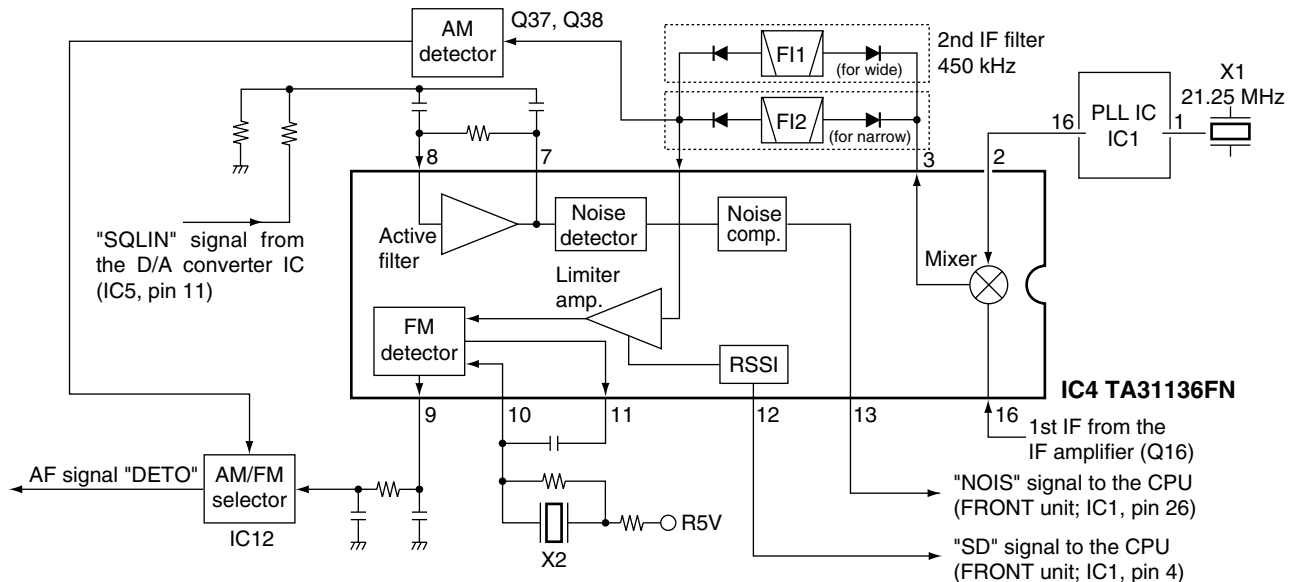 AM
detector
Q37, Q38
FI1
(for wide)
2nd IF filter
450 kHz
FI2
(for narrow)
PLL IC
IC1
X1
21.25 MHz
16
1
8
7
3
2
"SQLIN" signal from
the D/A converter IC
(IC5, pin 11)
Active
filter
Noise
detector
Noise
comp.
Mixer
Limiter
amp.
FM
detector
RSSI
IC4 TA31136FN
9
10
11
12
13
16
1st IF from the
IF amplifier (Q16)
AF signal "DETO"
AM/FM
selector
IC12
R5V
X2
"NOIS" signal to the CPU
(FRONT unit; IC1, pin 26)
"SD" signal to the CPU
(FRONT unit; IC1, pin 4)